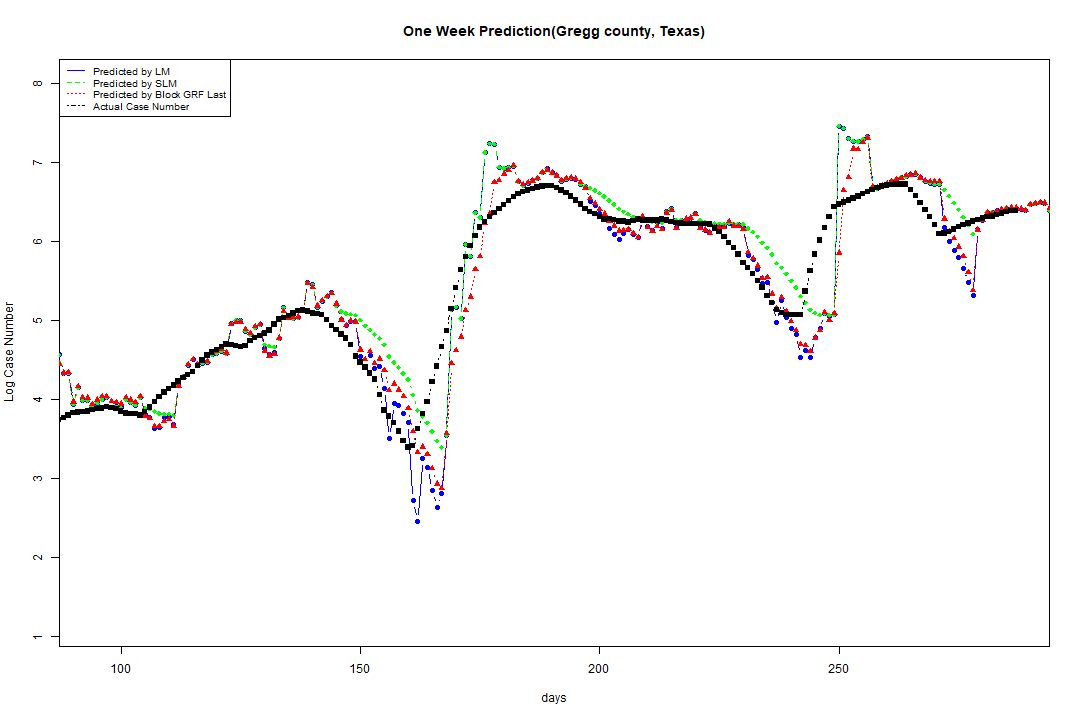 One Week Prediction(Gregg county, Texas)
Predicted by LM
Predicted by SLM
Predicted by Block GRF Last
Actual Case Number
8
7
6
5
4
3
2
1
Log Case Number
100 150 200 250
days